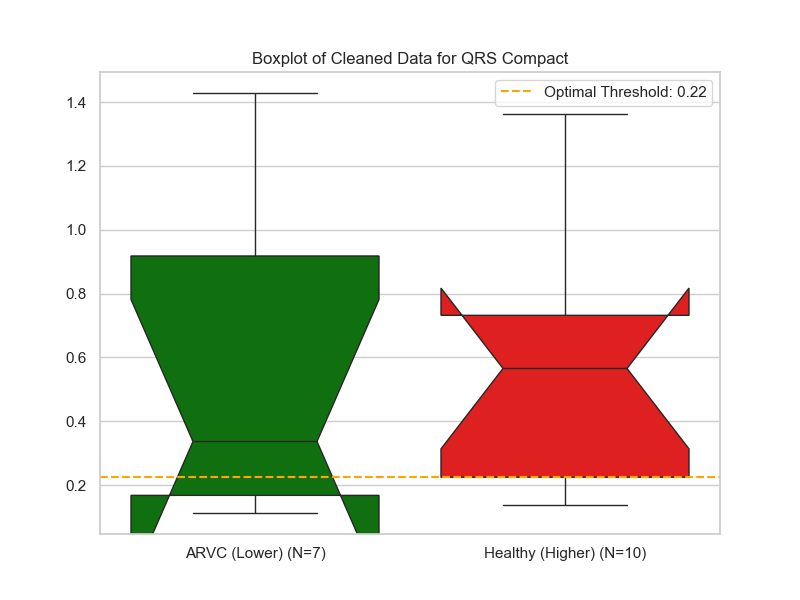 Boxplot of Cleaned Data for QRS Compact
Optimal Threshold: 0.22
1.4
1.2
1.0
0.8
0.6
0.4
0.2
ARVC (Lower) (N=7)
Healthy (Higher) (N=10)